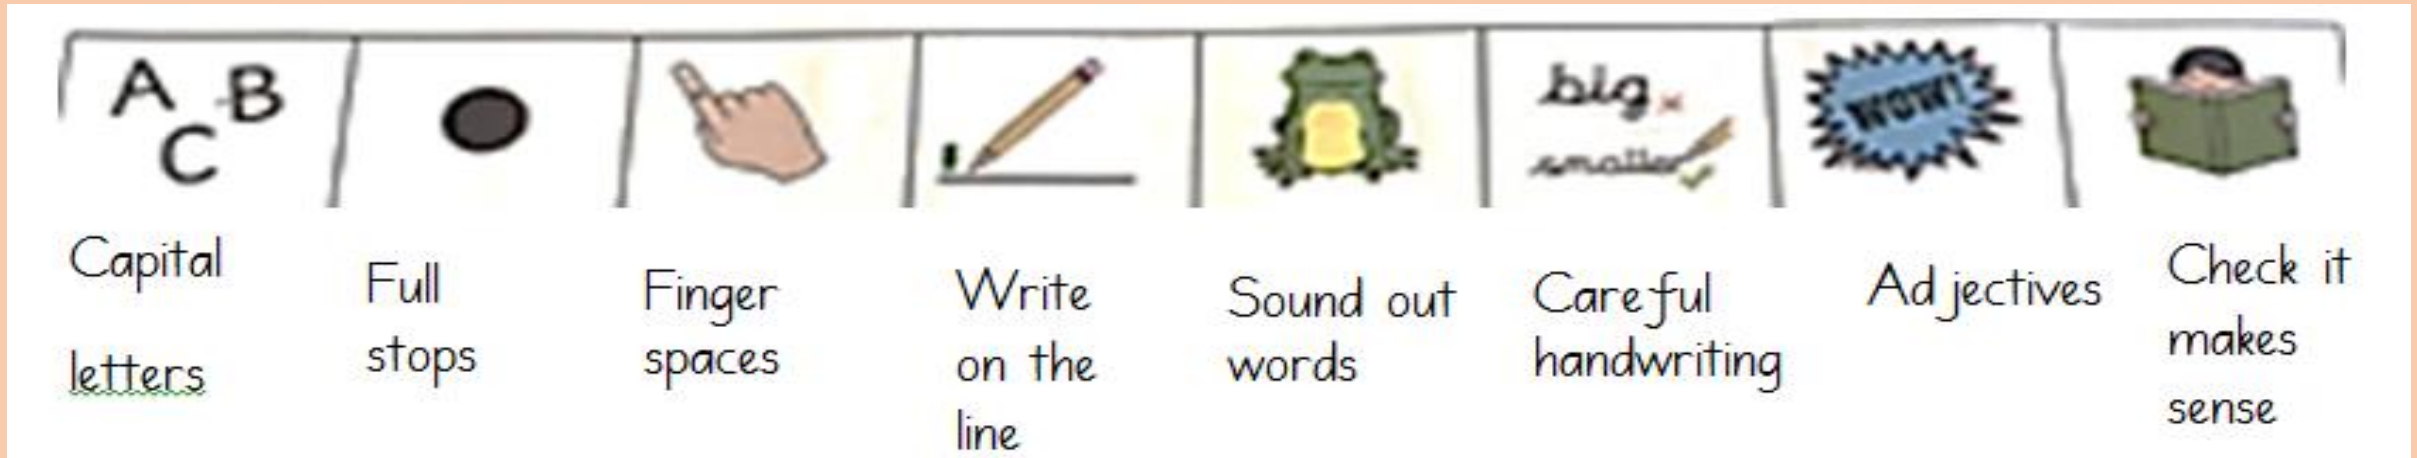 A B
C
big
smaller
WOW!
Capital
letters
Full
stops
Finger
spaces
Write
on the
line
Sound out
words
Careful
handwriting
Adjectives
Check it
makes
sense